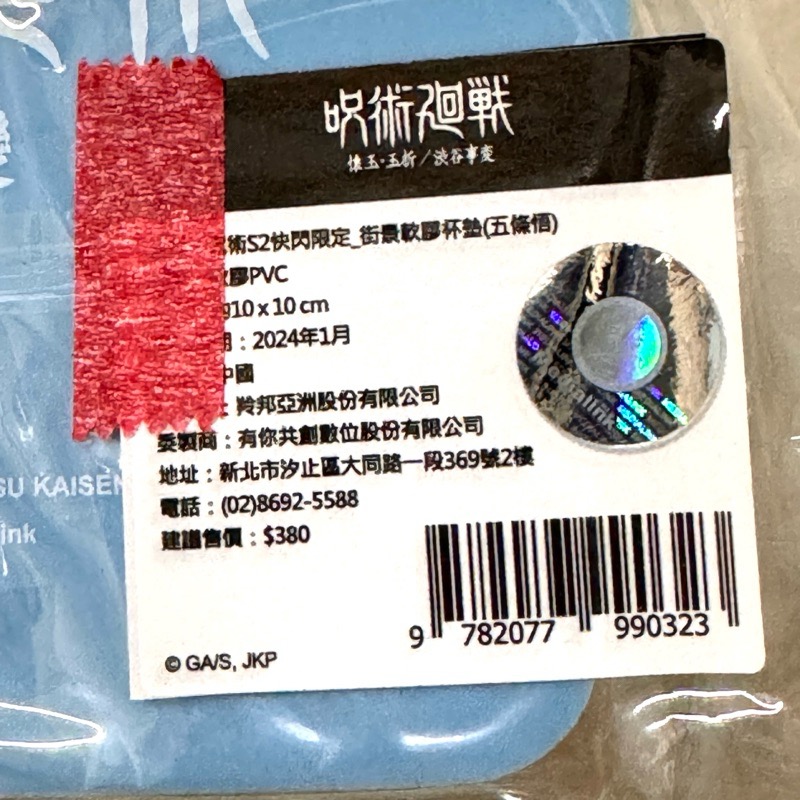 呪術廻戦
懐玉・玉折／渋谷事変
術S2快閃限定_街景軟膠杯墊(五條悟)
膠PVC
10 x 10 cm
：2024年1月
中國
：羚邦亞洲股份有限公司
委製商：有你共創數位股份有限公司
地址：新北市汐止區大同路一段369號2樓
電話：(02)8692-5588
建議售價：$380
9 782077 990323
© GA/S, JKP
SU KAISEN
ink